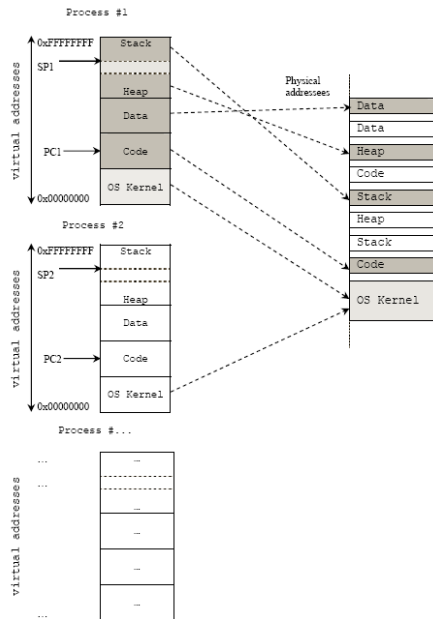 Process #1
0xFFFFFFFF
Stack
SP1
Heap
Data
PC1
Code
OS Kernel
0x00000000
virtual addresses
Physical
addressees
Data
Data
Heap
Code
Stack
Heap
Stack
Code
OS Kernel
Process #2
0xFFFFFFFF
Stack
SP2
Heap
Data
PC2
Code
OS Kernel
0x00000000
virtual addresses
Process #...
...
...
...
...
...
...
...
...
virtual addresses